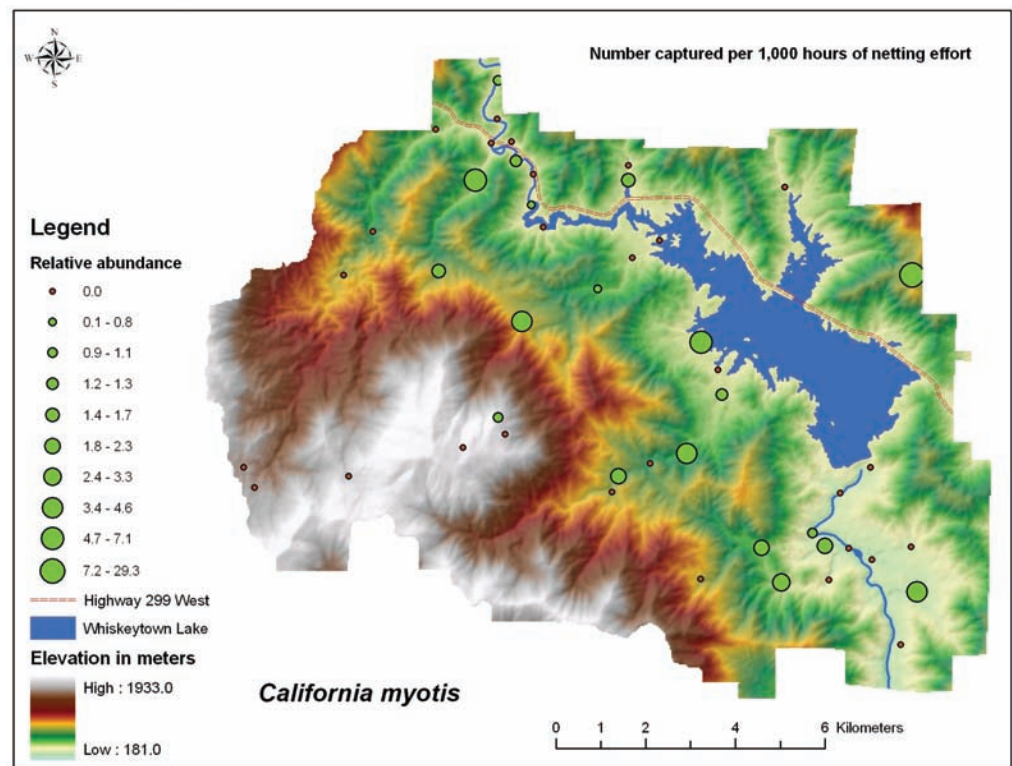 N
W E
S
Number captured per 1,000 hours of netting effort
Legend
Relative abundance
0.0
0.1 - 0.8
0.9 - 1.1
1.2 - 1.3
1.4 - 1.7
1.8 - 2.3
2.4 - 3.3
3.4 - 4.6
4.7 - 7.1
7.2 - 29.3
Highway 299 West
Whiskeytown Lake
Elevation in meters
High : 1933.0
Low : 181.0
California myotis
0 1 2 4 6 Kilometers